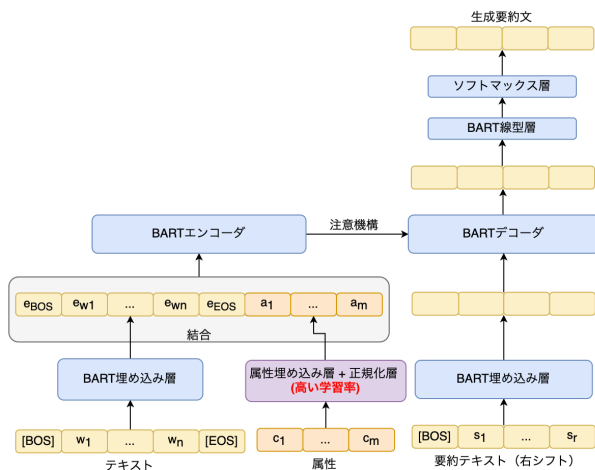 生成要約文
ソフトマックス層
BART線型層
BARTエンコーダ
注意機構
BARTデコーダ
eBOS ew1 ... ewn eEOS a1 ... am
結合
BART埋め込み層
属性埋め込み層 + 正規化層
(高い学習率)
BART埋め込み層
[BOS] w1 ... wn [EOS]
テキスト
c1 ... cm
属性
[BOS] s1 ... sr
要約テキスト（右シフト）